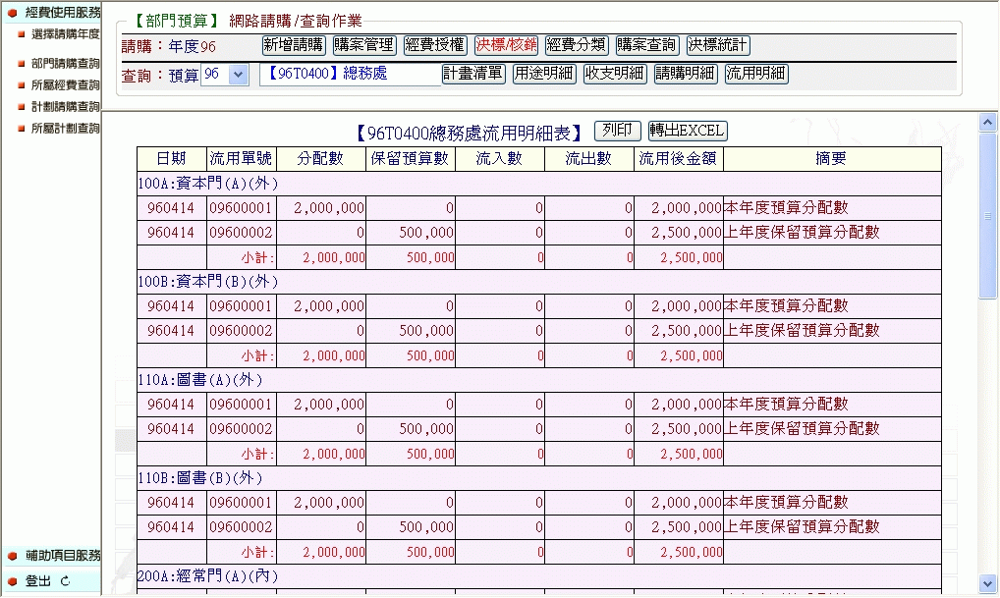 經費使用服務
選擇請購年度
部門請購查詢
所屬經費查詢
計劃請購查詢
所屬計劃查詢
輔助項目服務
登出
【部門預算】 網路請購/查詢作業
請購：年度96 新增請購 購案管理 經費授權 決標/核銷 經費分類 購案查詢 決標統計
查詢：預算 96 【96T0400】總務處 計畫清單 用途明細 收支明細 請購明細 流用明細
【96T0400總務處流用明細表】 列印 轉出EXCEL
日期 流用單號 分配數 保留預算數 流入數 流出數 流用後金額 摘要
100A:資本門(A)(外)
960414 09600001 2,000,000 0 0 0 2,000,000 本年度預算分配數
960414 09600002 0 500,000 0 0 2,500,000 上年度保留預算分配數
小計: 2,000,000 500,000 0 0 2,500,000
100B:資本門(B)(外)
960414 09600001 2,000,000 0 0 0 2,000,000 本年度預算分配數
960414 09600002 0 500,000 0 0 2,500,000 上年度保留預算分配數
小計: 2,000,000 500,000 0 0 2,500,000
110A:圖書(A)(外)
960414 09600001 2,000,000 0 0 0 2,000,000 本年度預算分配數
960414 09600002 0 500,000 0 0 2,500,000 上年度保留預算分配數
小計: 2,000,000 500,000 0 0 2,500,000
110B:圖書(B)(外)
960414 09600001 2,000,000 0 0 0 2,000,000 本年度預算分配數
960414 09600002 0 500,000 0 0 2,500,000 上年度保留預算分配數
小計: 2,000,000 500,000 0 0 2,500,000
200A:經常門(A)(內)